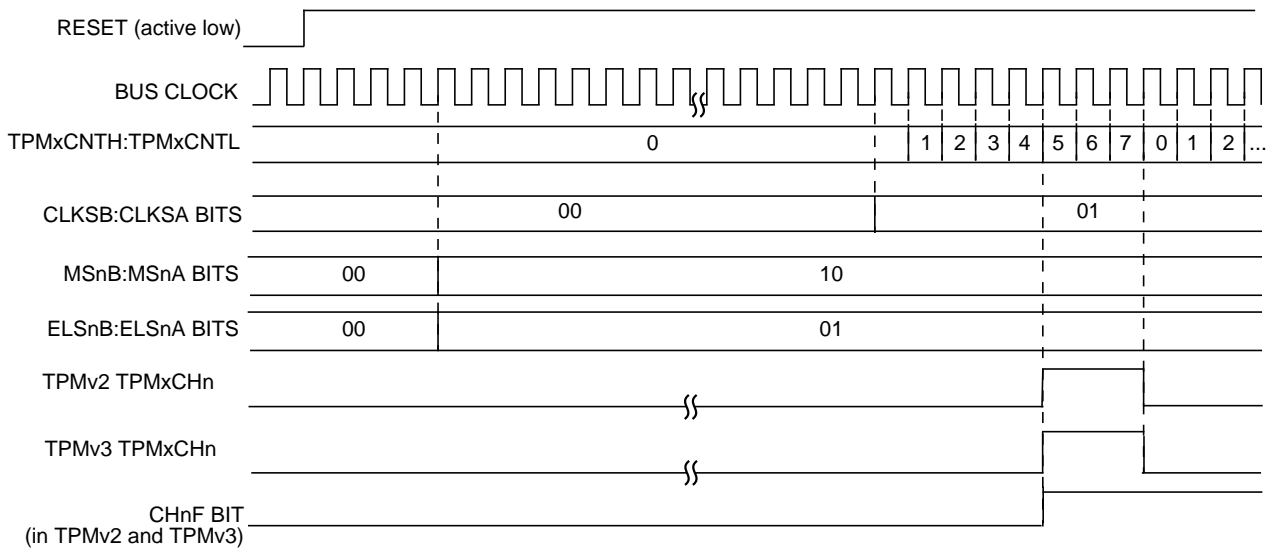 RESET (active low)
BUS CLOCK
TPMxCNTH:TPMxCNTL 0 1 2 3 4 5 6 7 0 1 2 ...
CLKSB:CLKSA BITS 00 01
MSnB:MSnA BITS 00 10
ELSnB:ELSnA BITS 00 01
TPMv2 TPMxCHn
TPMv3 TPMxCHn
CHnF BIT
(in TPMv2 and TPMv3)